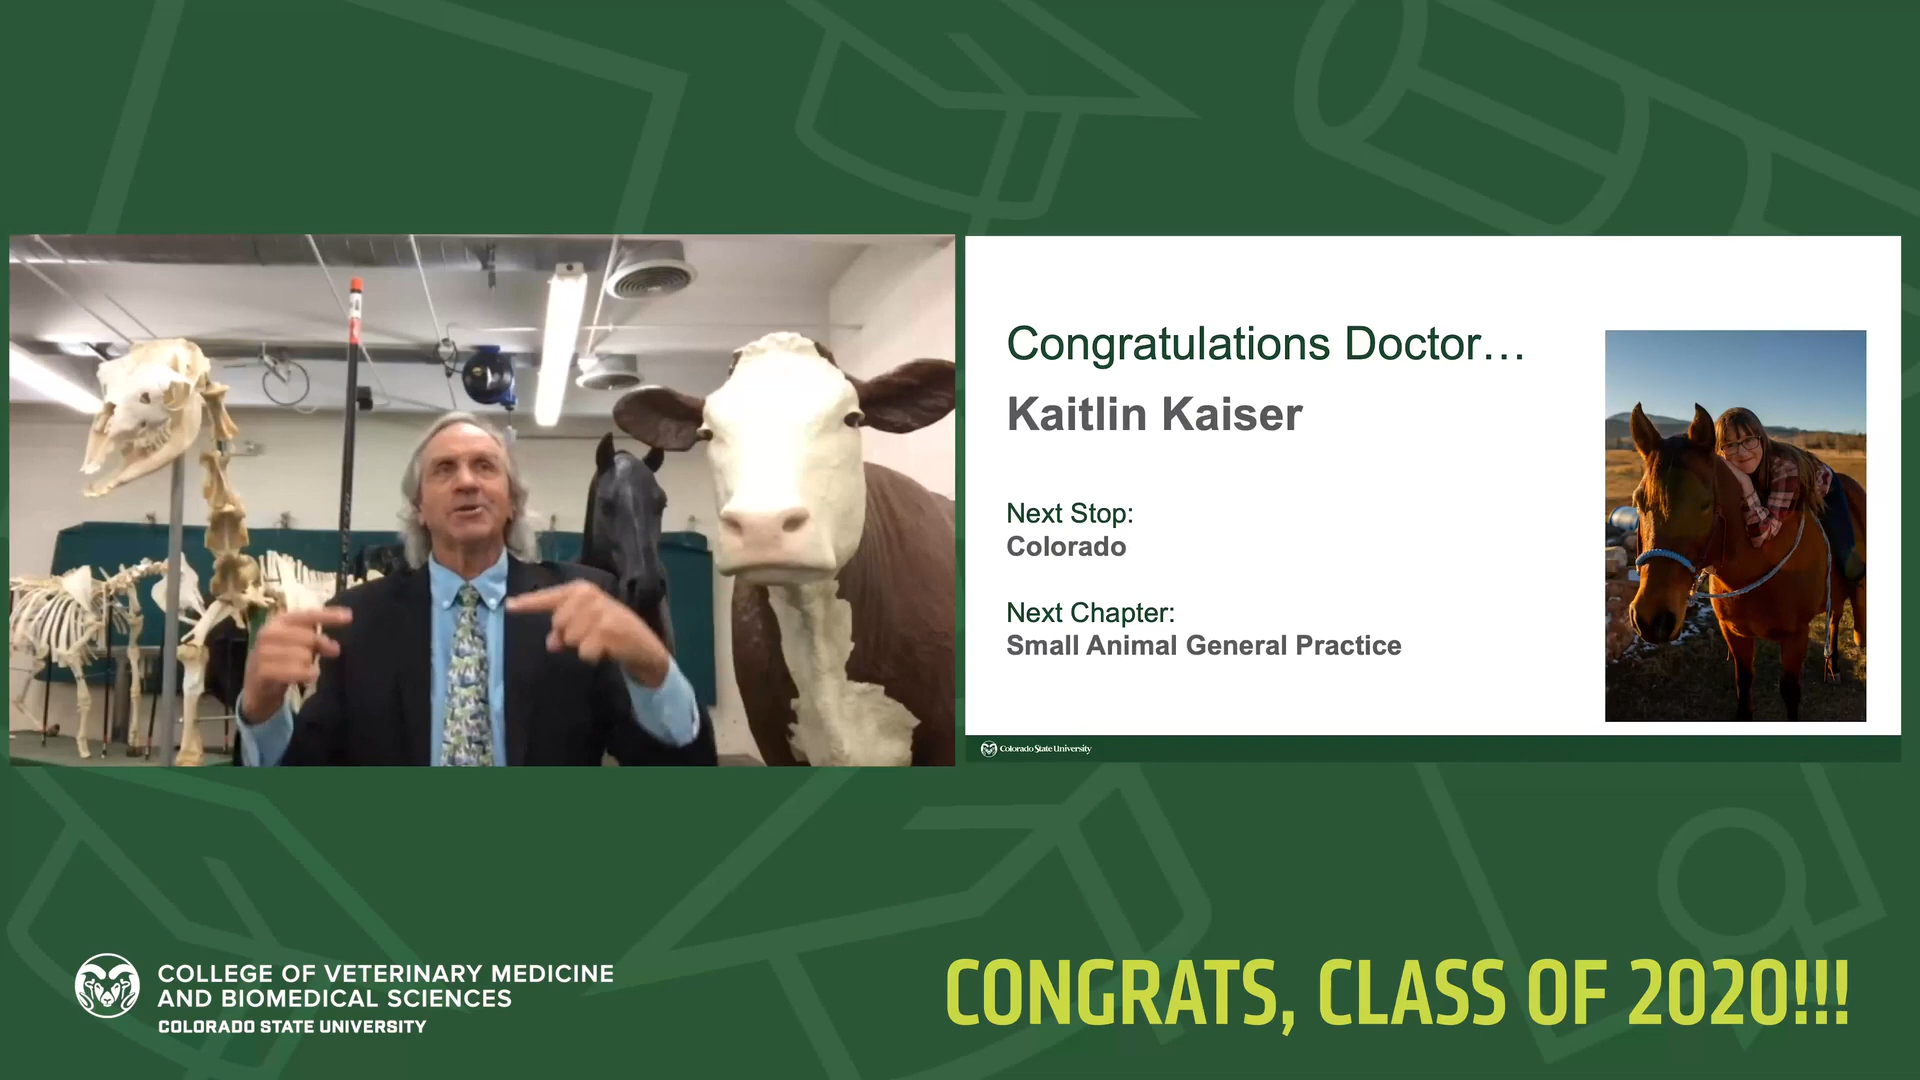 Congratulations Doctor…
Kaitlin Kaiser
Next Stop:
Colorado
Next Chapter:
Small Animal General Practice
Colorado State University
COLLEGE OF VETERINARY MEDICINE
AND BIOMEDICAL SCIENCES
COLORADO STATE UNIVERSITY
CONGRATS, CLASS OF 2020!!!